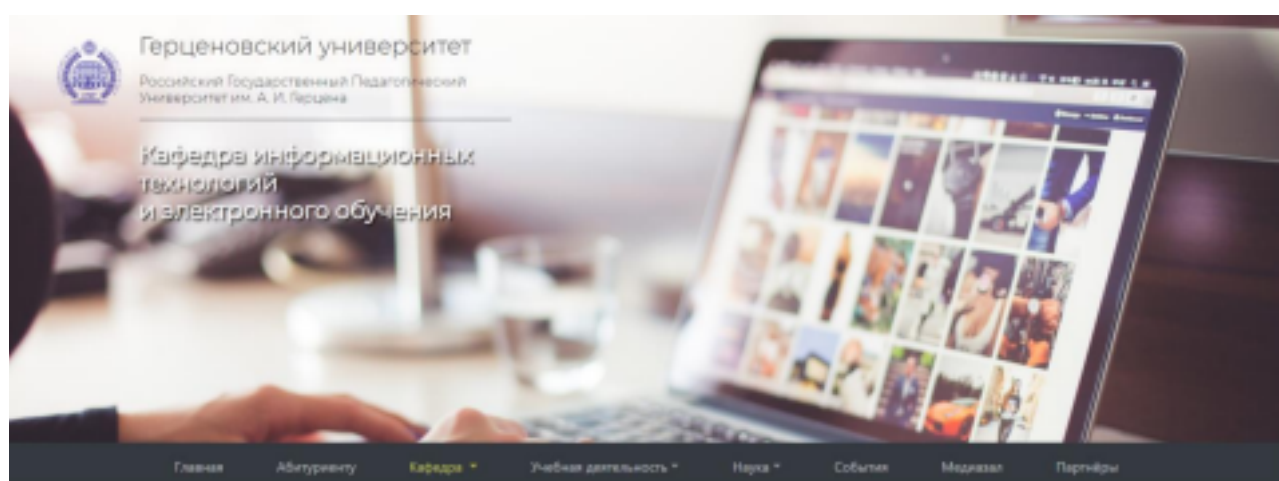 Герценовский университет
Российский Государственный Педагогический
Университет им. А. И. Герцена
Кафедра информационных
технологий
и электронного обучения
Главная Абитуриенту Кафедра Учебная деятельность Наука События Медиазал Партнёры